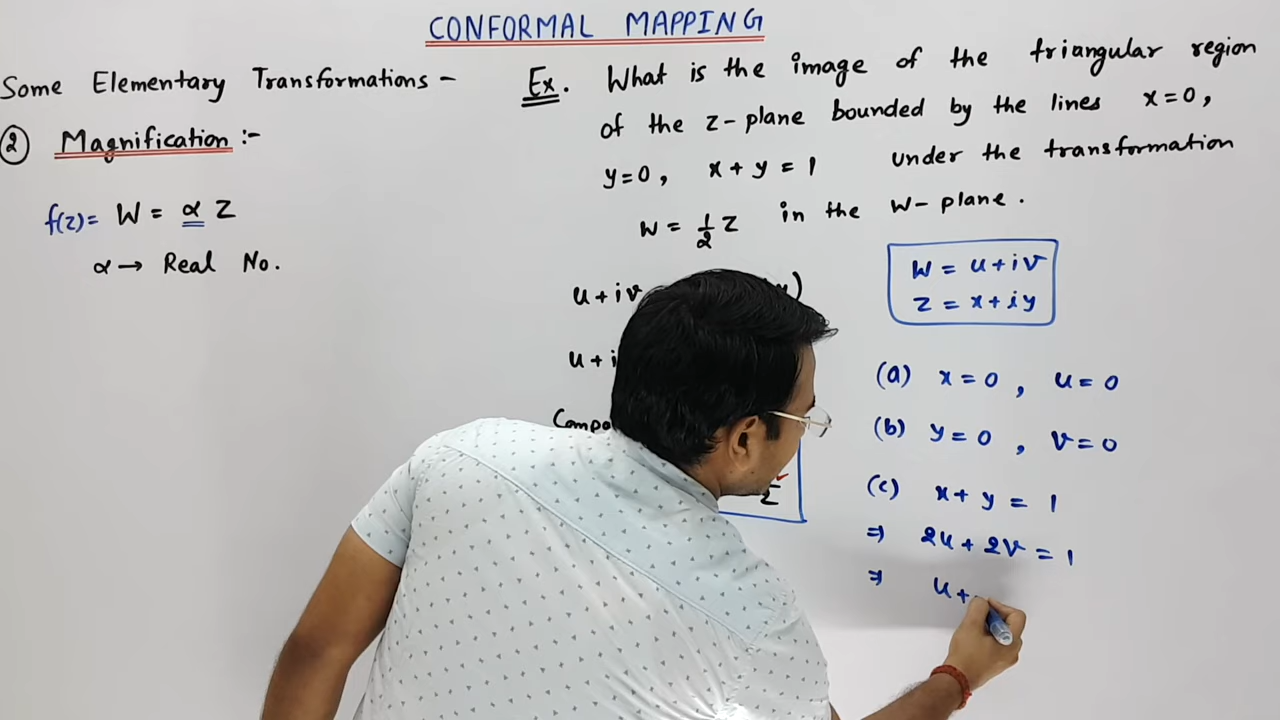 CONFORMAL MAPPING
Some Elementary Transformations -
② Magnification :-
f(z) = W = α Z
α → Real No.
Ex. What is the image of the triangular region
of the z-plane bounded by the lines x=0,
y=0, x+y=1 under the transformation
W = 1/2 Z in the W-plane.
W = u+iv
Z = x+iy
u+iv
u+i
(a) x=0, u=0
(b) y=0, v=0
(c) x+y=1
⇒ 2u+2v=1
⇒ u+